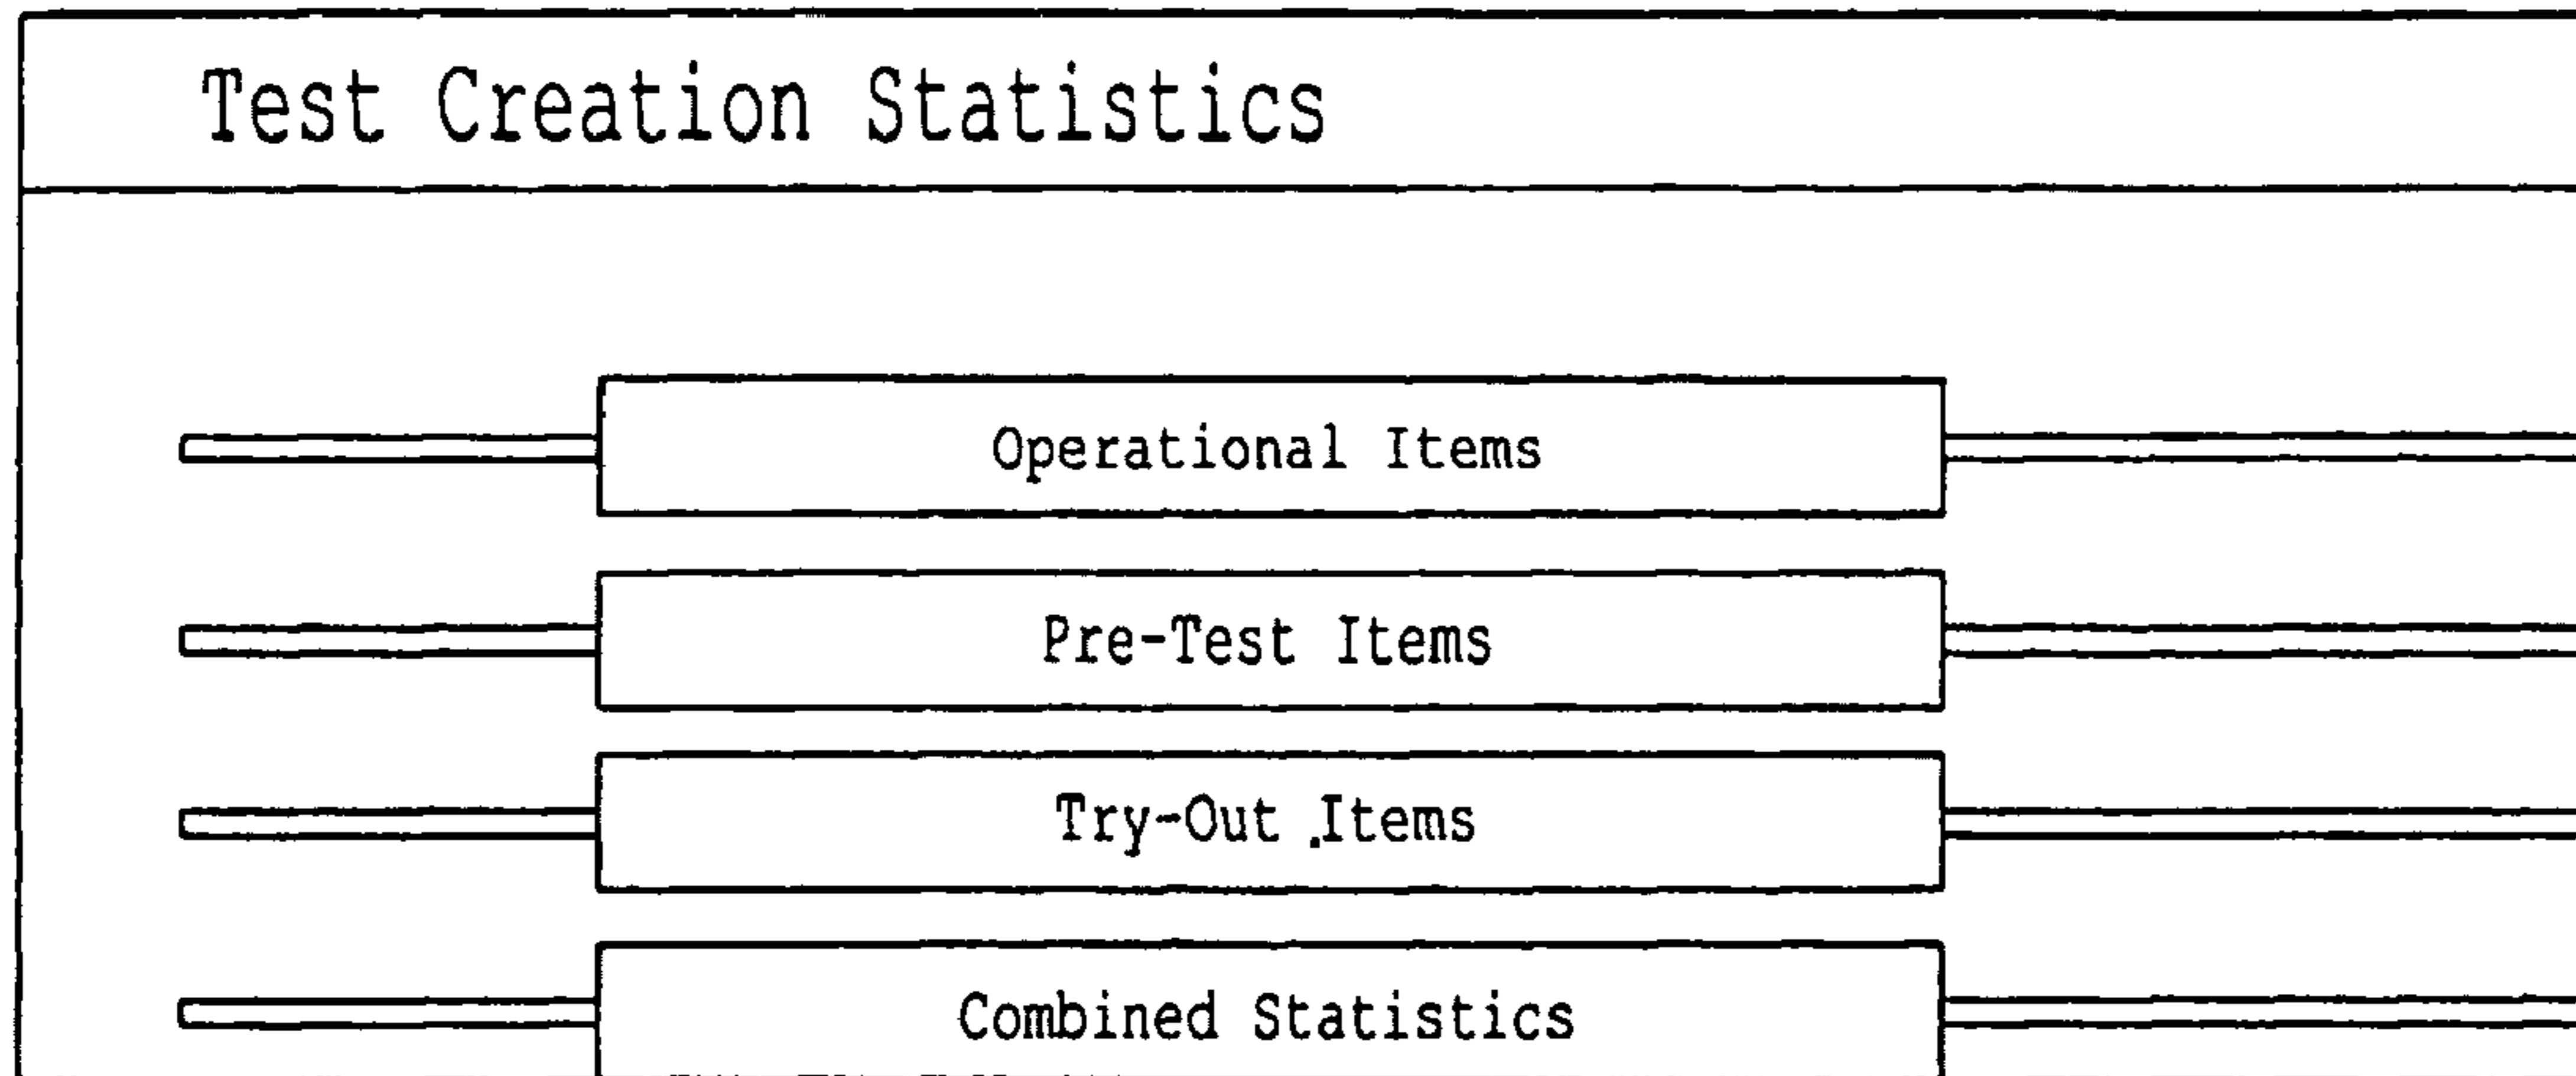 Test Creation Statistics
Operational Items
Pre-Test Items
Try-Out Items
Combined Statistics